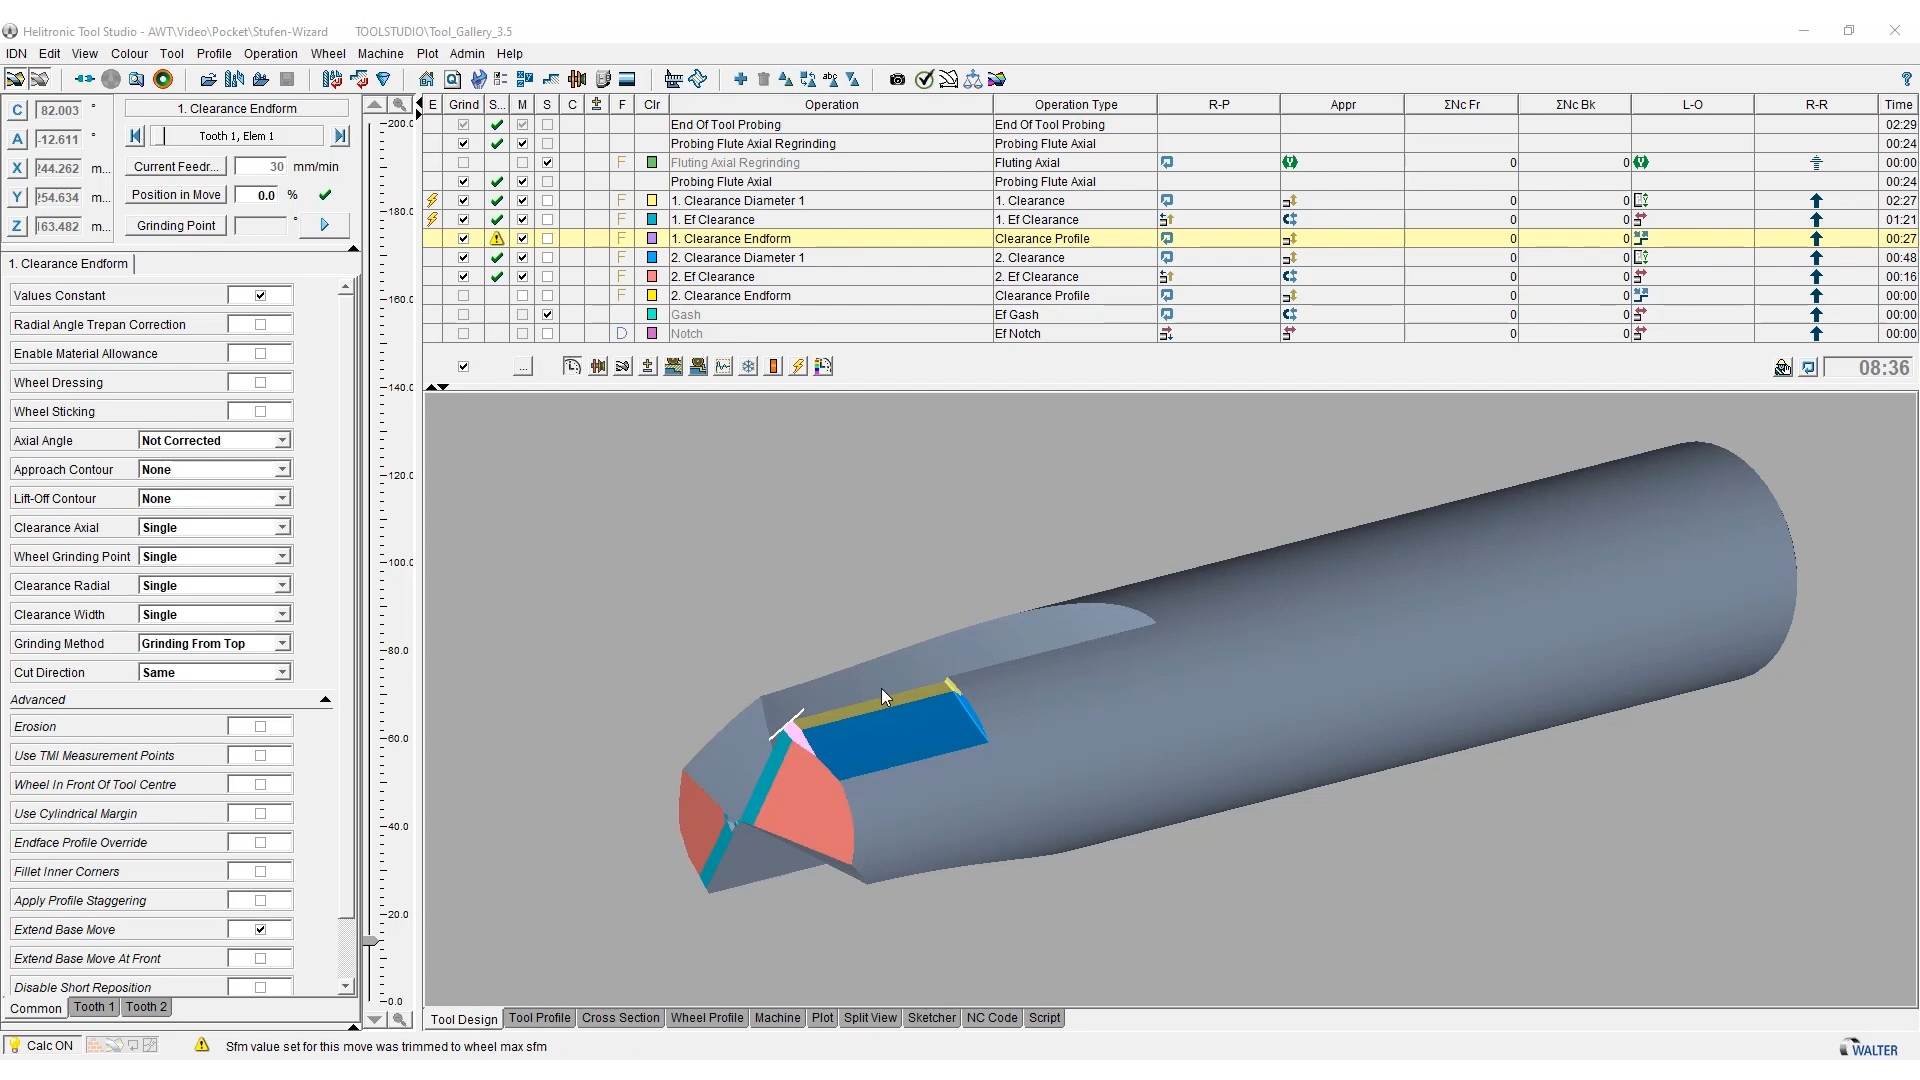 Helitronic Tool Studio - AWT\Video\Pocket\Stufen-Wizard TOOLSTUDIO\Tool_Gallery_3.5
IDN Edit View Colour Tool Profile Operation Wheel Machine Plot Admin Help
C 82.003 °
A -12.611 °
X 244.262 m...
Y 254.634 m...
Z 163.482 m...
1. Clearance Endform
Tooth 1, Elem 1
Current Feedr... 30 mm/min
Position in Move 0.0 %
Grinding Point °
1. Clearance Endform
Values Constant
Radial Angle Trepan Correction
Enable Material Allowance
Wheel Dressing
Wheel Sticking
Axial Angle Not Corrected
Approach Contour None
Lift-Off Contour None
Clearance Axial Single
Wheel Grinding Point Single
Clearance Radial Single
Clearance Width Single
Grinding Method Grinding From Top
Cut Direction Same
Advanced
Erosion
Use TMI Measurement Points
Wheel In Front Of Tool Centre
Use Cylindrical Margin
Endface Profile Override
Fillet Inner Corners
Apply Profile Staggering
Extend Base Move
Extend Base Move At Front
Disable Short Reposition
Common Tooth 1 Tooth 2
200.0
180.0
160.0
140.0
120.0
100.0
80.0
60.0
40.0
20.0
0.0
E Grind S... M S C ± F Clr Operation Operation Type R-P Appr ΣNc Fr ΣNc Bk L-O R-R Time
End Of Tool Probing End Of Tool Probing 02:29
Probing Flute Axial Regrinding Probing Flute Axial 00:24
F Fluting Axial Regrinding Fluting Axial 0 0 00:00
Probing Flute Axial Probing Flute Axial 00:24
F 1. Clearance Diameter 1 1. Clearance 0 0 02:27
F 1. Ef Clearance 1. Ef Clearance 0 0 01:21
F 1. Clearance Endform Clearance Profile 0 0 00:27
F 2. Clearance Diameter 1 2. Clearance 0 0 00:48
F 2. Ef Clearance 2. Ef Clearance 0 0 00:16
F 2. Clearance Endform Clearance Profile 0 0 00:00
Gash Ef Gash 0 0 00:00
D Notch Ef Notch 0 0 00:00
... 08:36
Tool Design Tool Profile Cross Section Wheel Profile Machine Plot Split View Sketcher NC Code Script
Calc ON Sfm value set for this move was trimmed to wheel max sfm WALTER